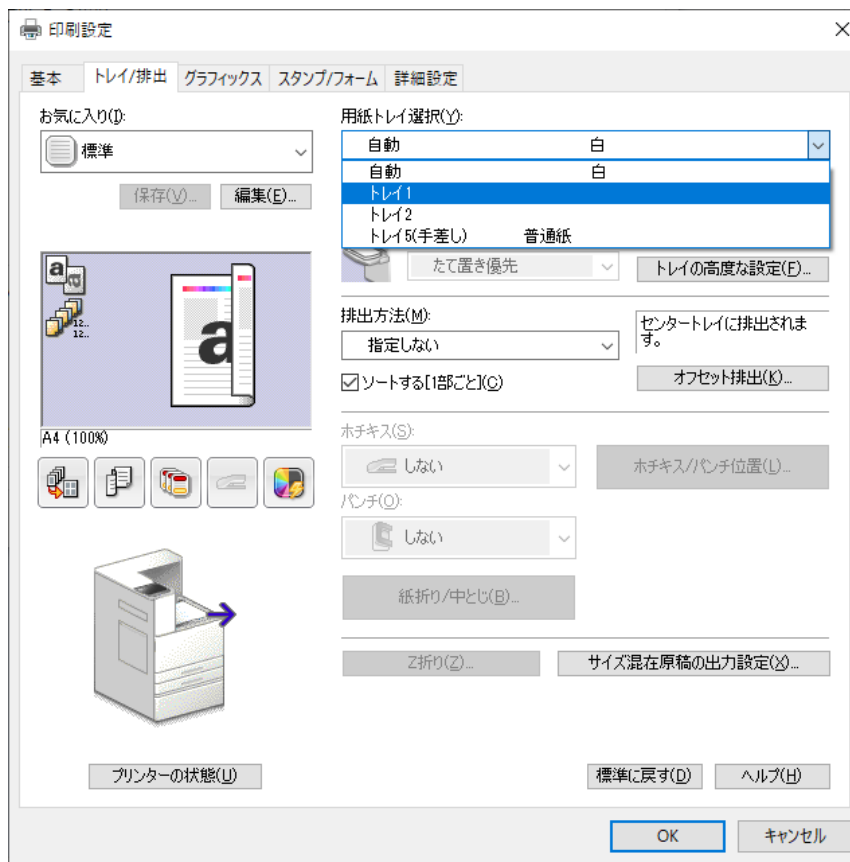 印刷設定
基本 トレイ/排出 グラフィックス スタンプ/フォーム 詳細設定
お気に入り(I):
標準
保存(V)... 編集(E)...
用紙トレイ選択(Y):
自動 白
自動 白
トレイ1
トレイ2
トレイ5(手差し) 普通紙
たて置き優先 トレイの高度な設定(F)...
a
a
12..
12..
a
A4 (100%)
排出方法(M):
指定しない
センタートレイに排出されま
す。
ソートする[1部ごと](C)
オフセット排出(K)...
ホチキス(S):
しない
ホチキス/パンチ位置(L)...
パンチ(O):
しない
紙折り/中とじ(B)...
Z折り(Z)... サイズ混在原稿の出力設定(X)...
プリンターの状態(U) 標準に戻す(D) ヘルプ(H)
OK キャンセル